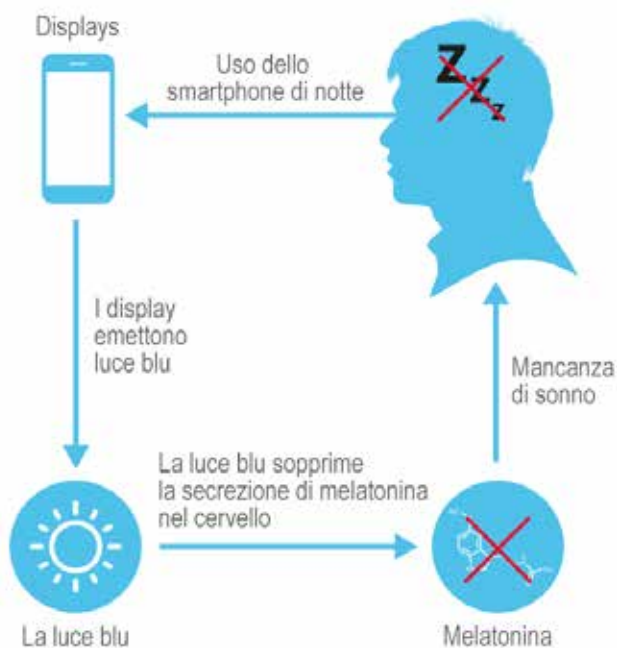 Displays
Uso dello
smartphone di notte
Z
Z
Z
I display
emettono
luce blu
Mancanza
di sonno
La luce blu sopprime
la secrezione di melatonina
nel cervello
La luce blu
Melatonina